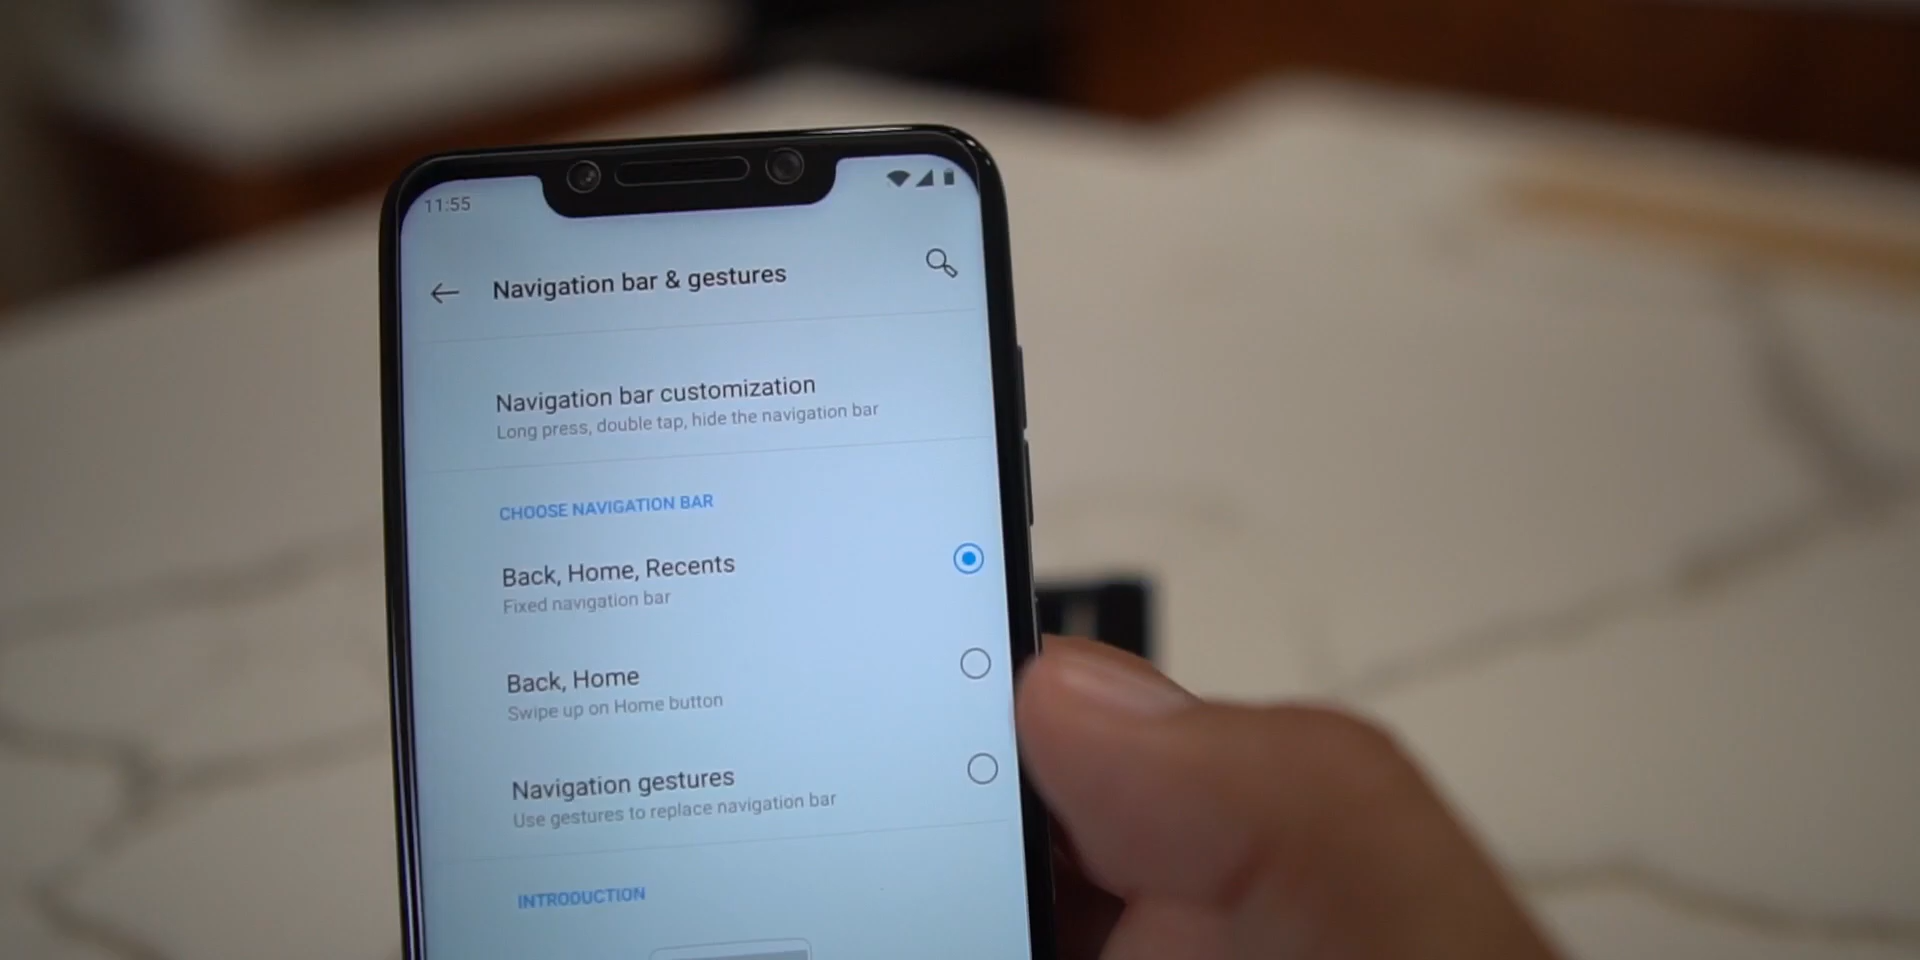 11:55
Navigation bar & gestures
Navigation bar customization
Long press, double tap, hide the navigation bar
CHOOSE NAVIGATION BAR
Back, Home, Recents
Fixed navigation bar
Back, Home
Swipe up on Home button
Navigation gestures
Use gestures to replace navigation bar
INTRODUCTION